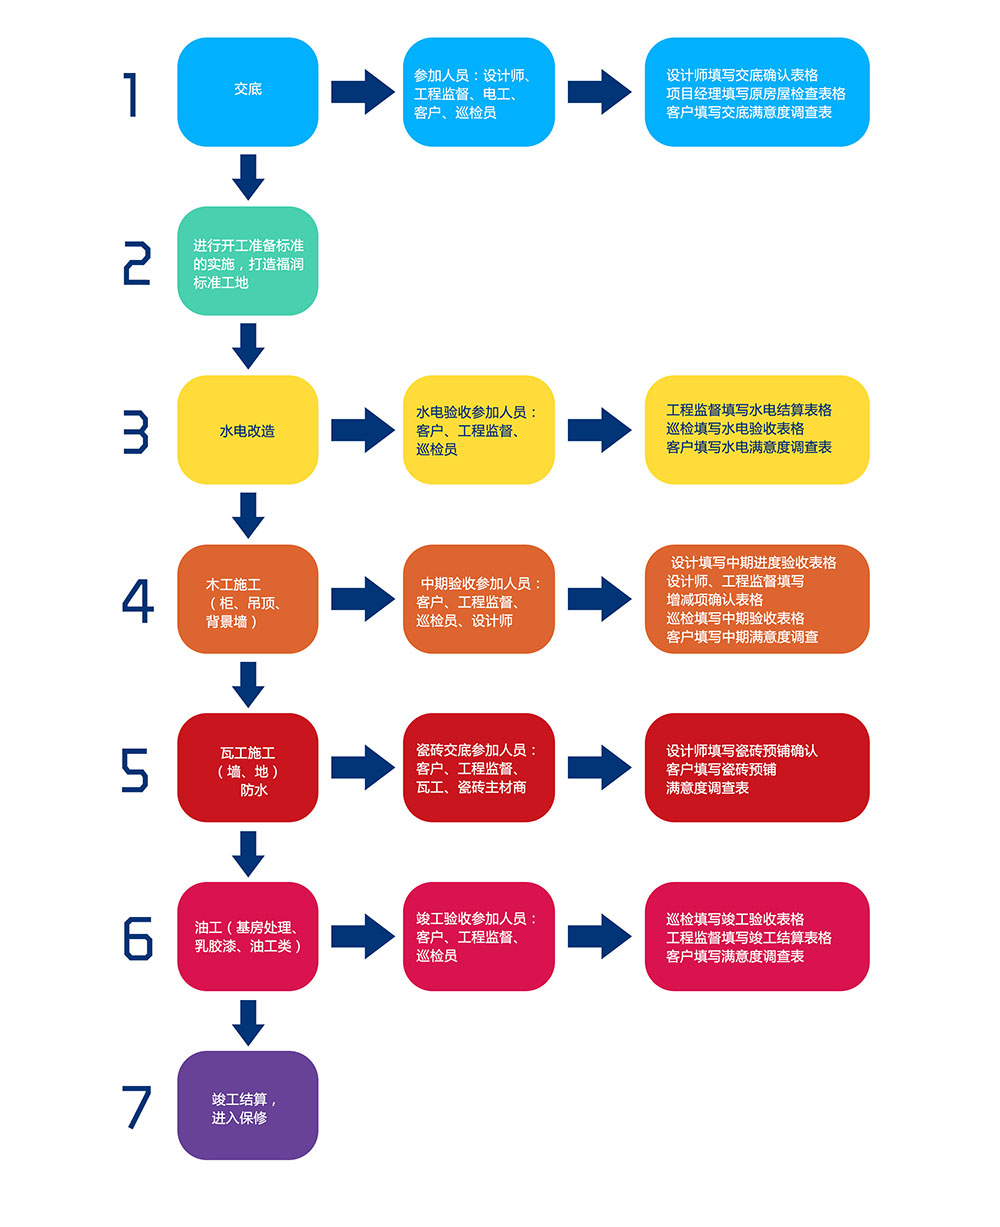 1
交底
参加人员：设计师、
工程监督、电工、
客户、巡检员
设计师填写交底确认表格
项目经理填写原房屋检查表格
客户填写交底满意度调查表
2
进行开工准备标准
的实施，打造福润
标准工地
3
水电改造
水电验收参加人员：
客户、工程监督、
巡检员
工程监督填写水电结算表格
巡检填写水电验收表格
客户填写水电满意度调查表
4
木工施工
（柜、吊顶、
背景墙）
中期验收参加人员：
客户、工程监督、
巡检员、设计师
设计填写中期进度验收表格
设计师、工程监督填写
增减项确认表格
巡检填写中期验收表格
客户填写中期满意度调查
5
瓦工施工
（墙、地）
防水
瓷砖交底参加人员：
客户、工程监督、
瓦工、瓷砖主材商
设计师填写瓷砖预铺确认
客户填写瓷砖预铺
满意度调查表
6
油工（基房处理、
乳胶漆、油工类）
竣工验收参加人员：
客户、工程监督、
巡检员
巡检填写竣工验收表格
工程监督填写竣工结算表格
客户填写满意度调查表
7
竣工结算，
进入保修